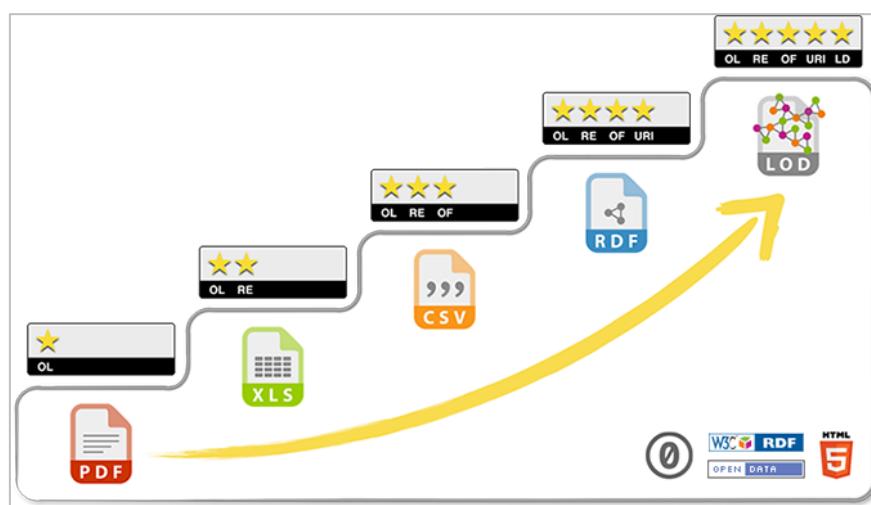 OL RE OF URI LD
OL RE OF URI
LOD
OL RE OF
RDF
OL RE
CSV
OL
XLS
PDF
0
W3C RDF
OPEN DATA
HTML
5